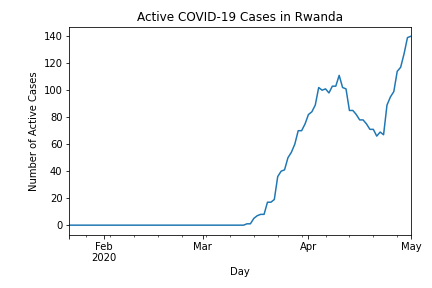 Active COVID-19 Cases in Rwanda
140
120
100
80
60
40
20
0
Number of Active Cases
Feb
2020
Mar
Apr
May
Day